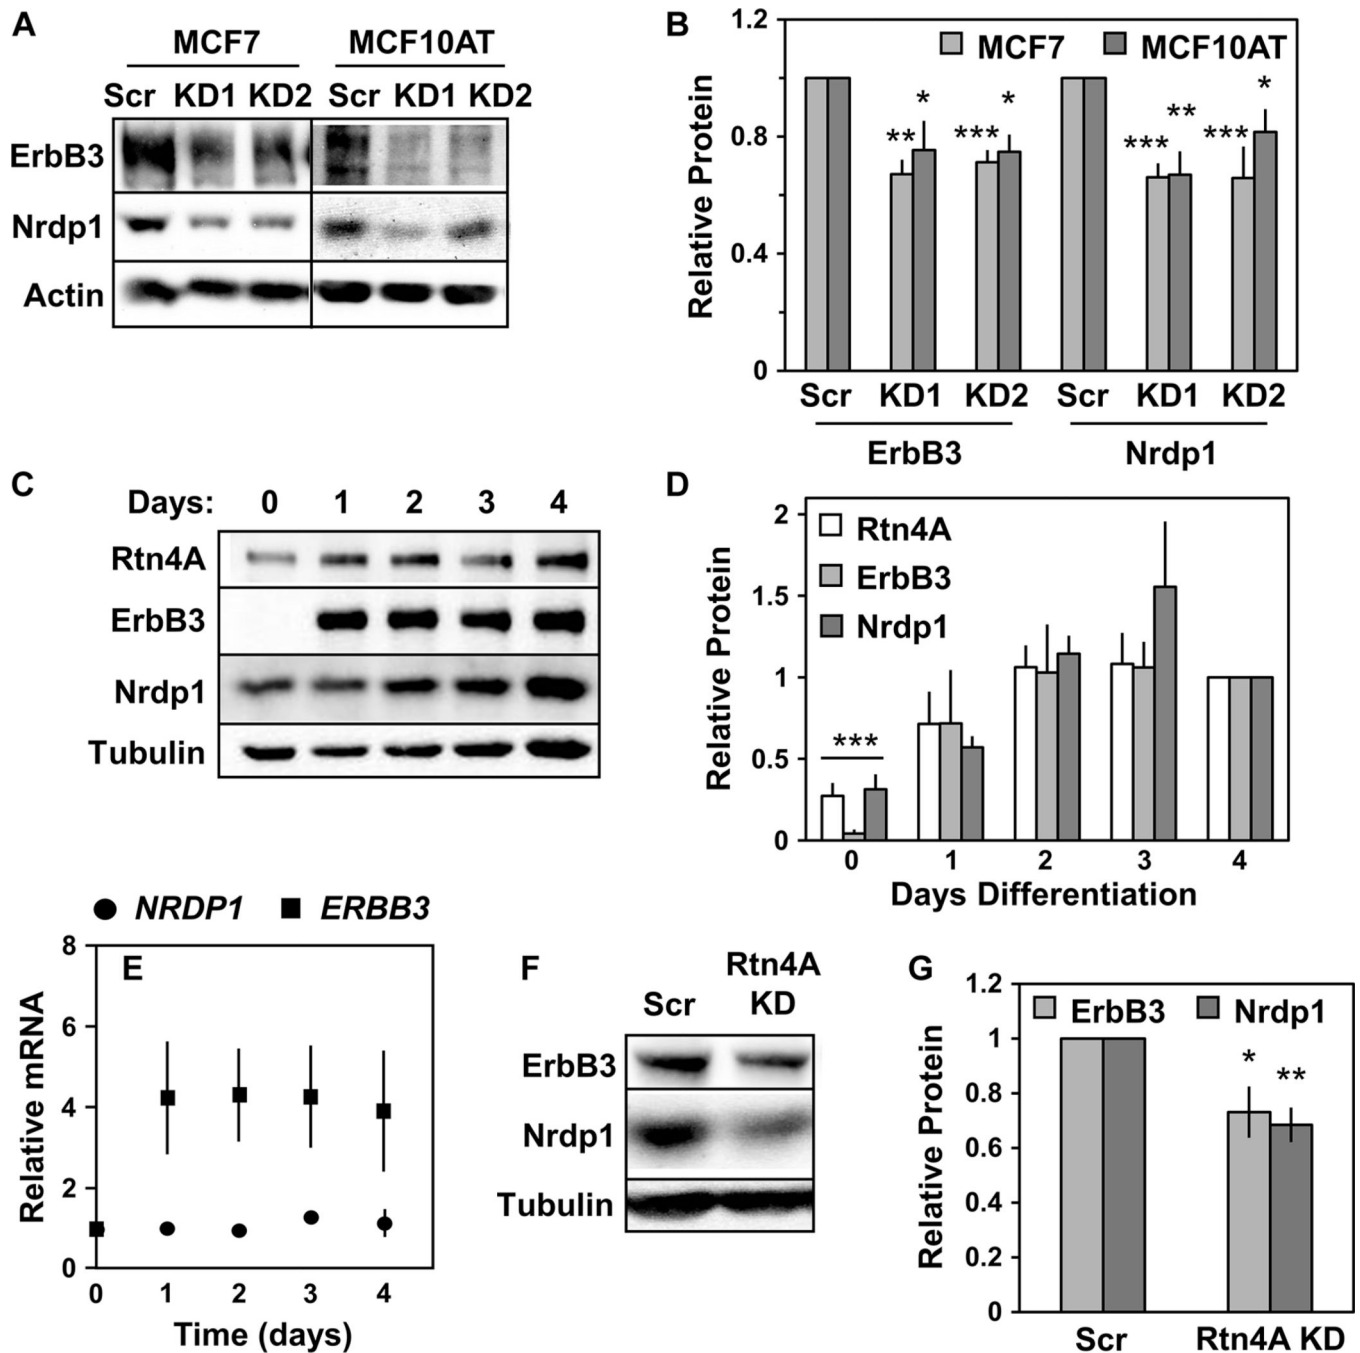 A
MCF7 MCF10AT
Scr KD1 KD2 Scr KD1 KD2
ErbB3
Nrdp1
Actin
B
1.2
0.8
0.4
0
Relative Protein
MCF7 MCF10AT
** * *** * *** ** *** *
Scr KD1 KD2 Scr KD1 KD2
ErbB3 Nrdp1
C
Days: 0 1 2 3 4
Rtn4A
ErbB3
Nrdp1
Tubulin
D
2
1.5
1
0.5
0
Relative Protein
Rtn4A
ErbB3
Nrdp1
***
0 1 2 3 4
Days Differentiation
NRDP1 ERBB3
E
8
6
4
2
0
Relative mRNA
0 1 2 3 4
Time (days)
F
Rtn4A
Scr KD
ErbB3
Nrdp1
Tubulin
G
1.2
1
0.8
0.6
0.4
0.2
0
Relative Protein
ErbB3 Nrdp1
* **
Scr Rtn4A KD